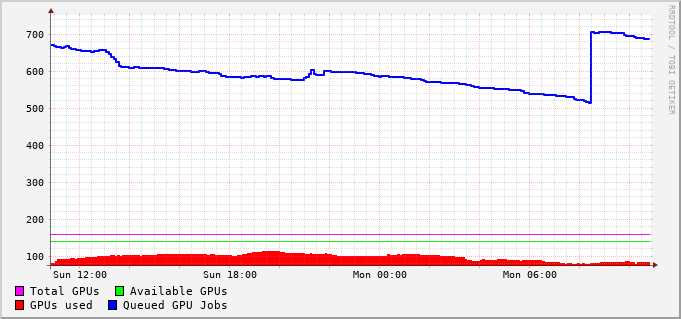 700
600
500
400
300
200
100
Sun 12:00 Sun 18:00 Mon 00:00 Mon 06:00
Total GPUs Available GPUs
GPUs used Queued GPU Jobs
RRDTOOL / TOBI OETIKER